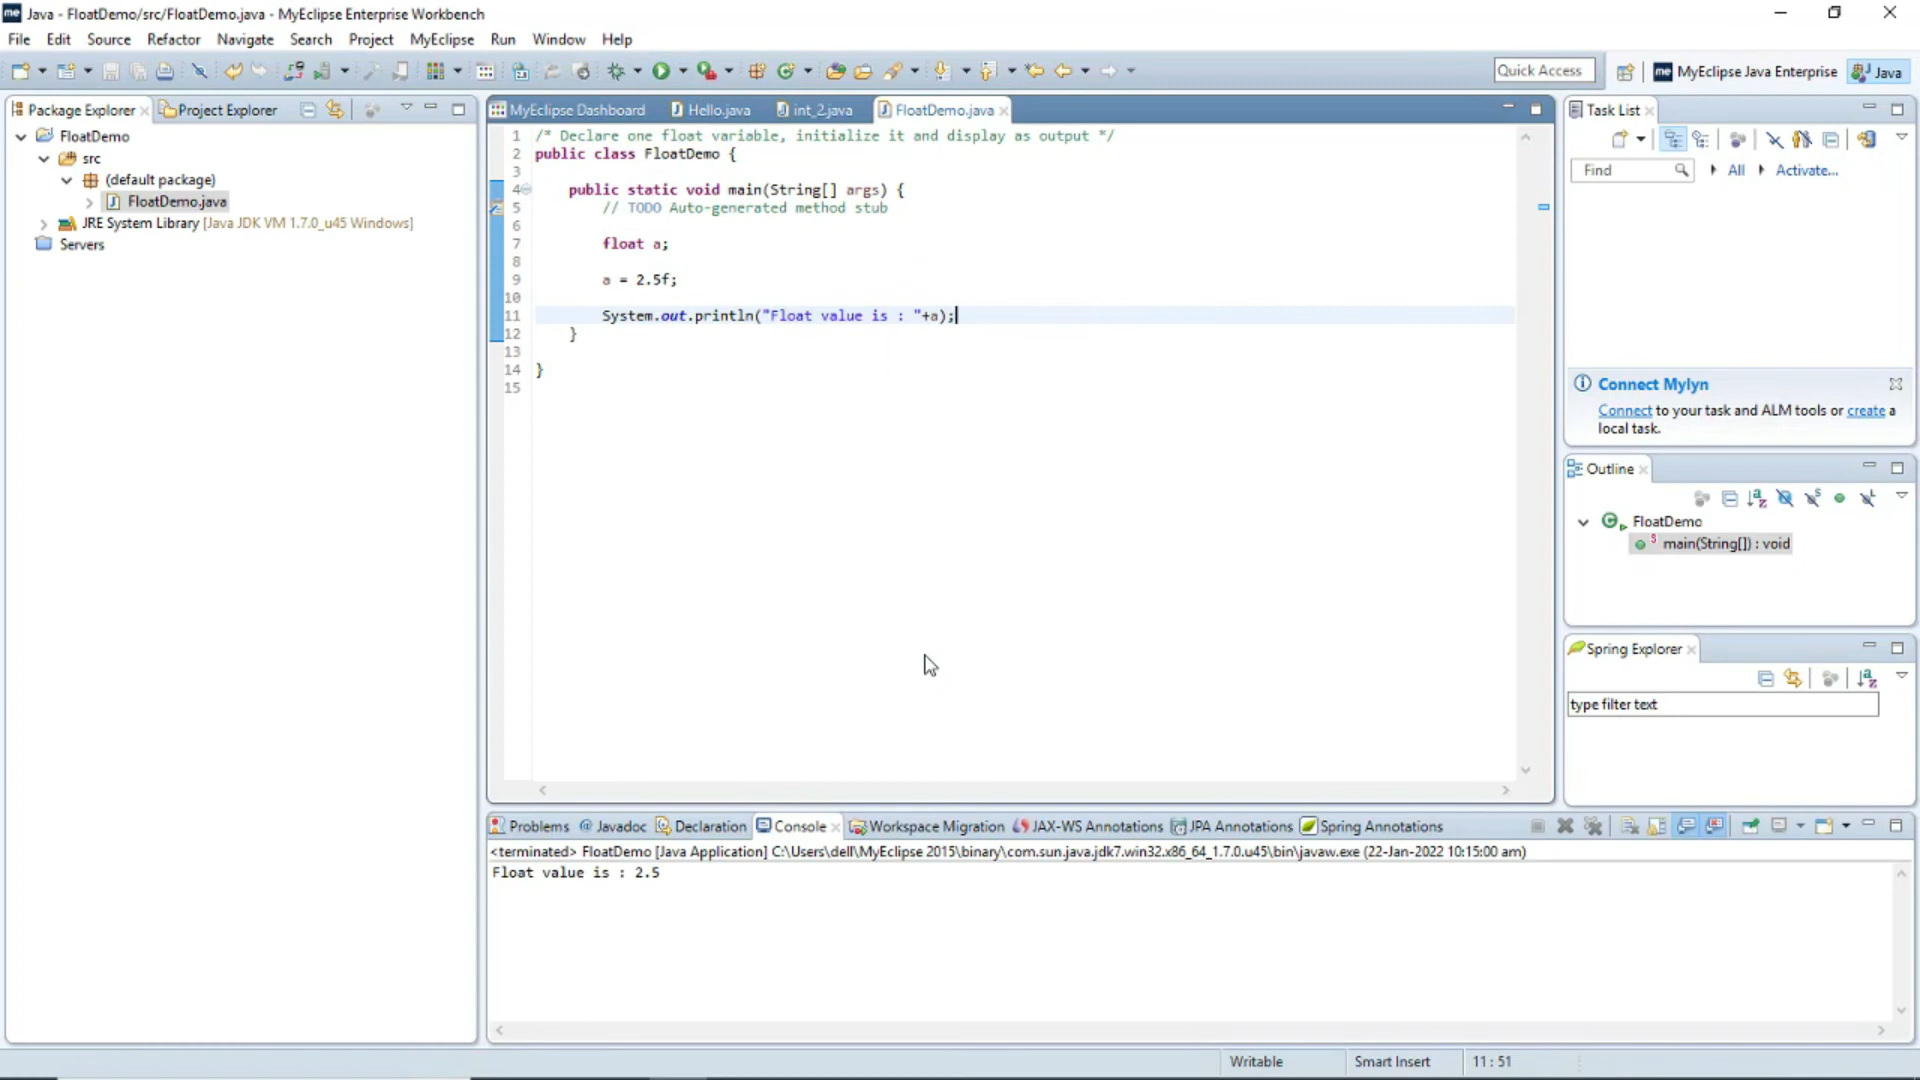 Java - FloatDemo/src/FloatDemo.java - MyEclipse Enterprise Workbench
File Edit Source Refactor Navigate Search Project MyEclipse Run Window Help
Quick Access MyEclipse Java Enterprise Java
Package Explorer Project Explorer
FloatDemo
src
(default package)
FloatDemo.java
JRE System Library [Java JDK VM 1.7.0_u45 Windows]
Servers
MyEclipse Dashboard Hello.java int_2.java FloatDemo.java
1 /* Declare one float variable, initialize it and display as output */
2 public class FloatDemo {
3
4 public static void main(String[] args) {
5 // TODO Auto-generated method stub
6
7 float a;
8
9 a = 2.5f;
10
11 System.out.println("Float value is : "+a);
12 }
13
14 }
15
Task List
Find All Activate...
Connect Mylyn
Connect to your task and ALM tools or create a
local task.
Outline
FloatDemo
main(String[]) : void
Spring Explorer
type filter text
Problems @ Javadoc Declaration Console Workspace Migration JAX-WS Annotations JPA Annotations Spring Annotations
<terminated> FloatDemo [Java Application] C:\Users\dell\MyEclipse 2015\binary\com.sun.java.jdk7.win32.x86_64_1.7.0.u45\bin\javaw.exe (22-Jan-2022 10:15:00 am)
Float value is : 2.5
Writable Smart Insert 11 : 51